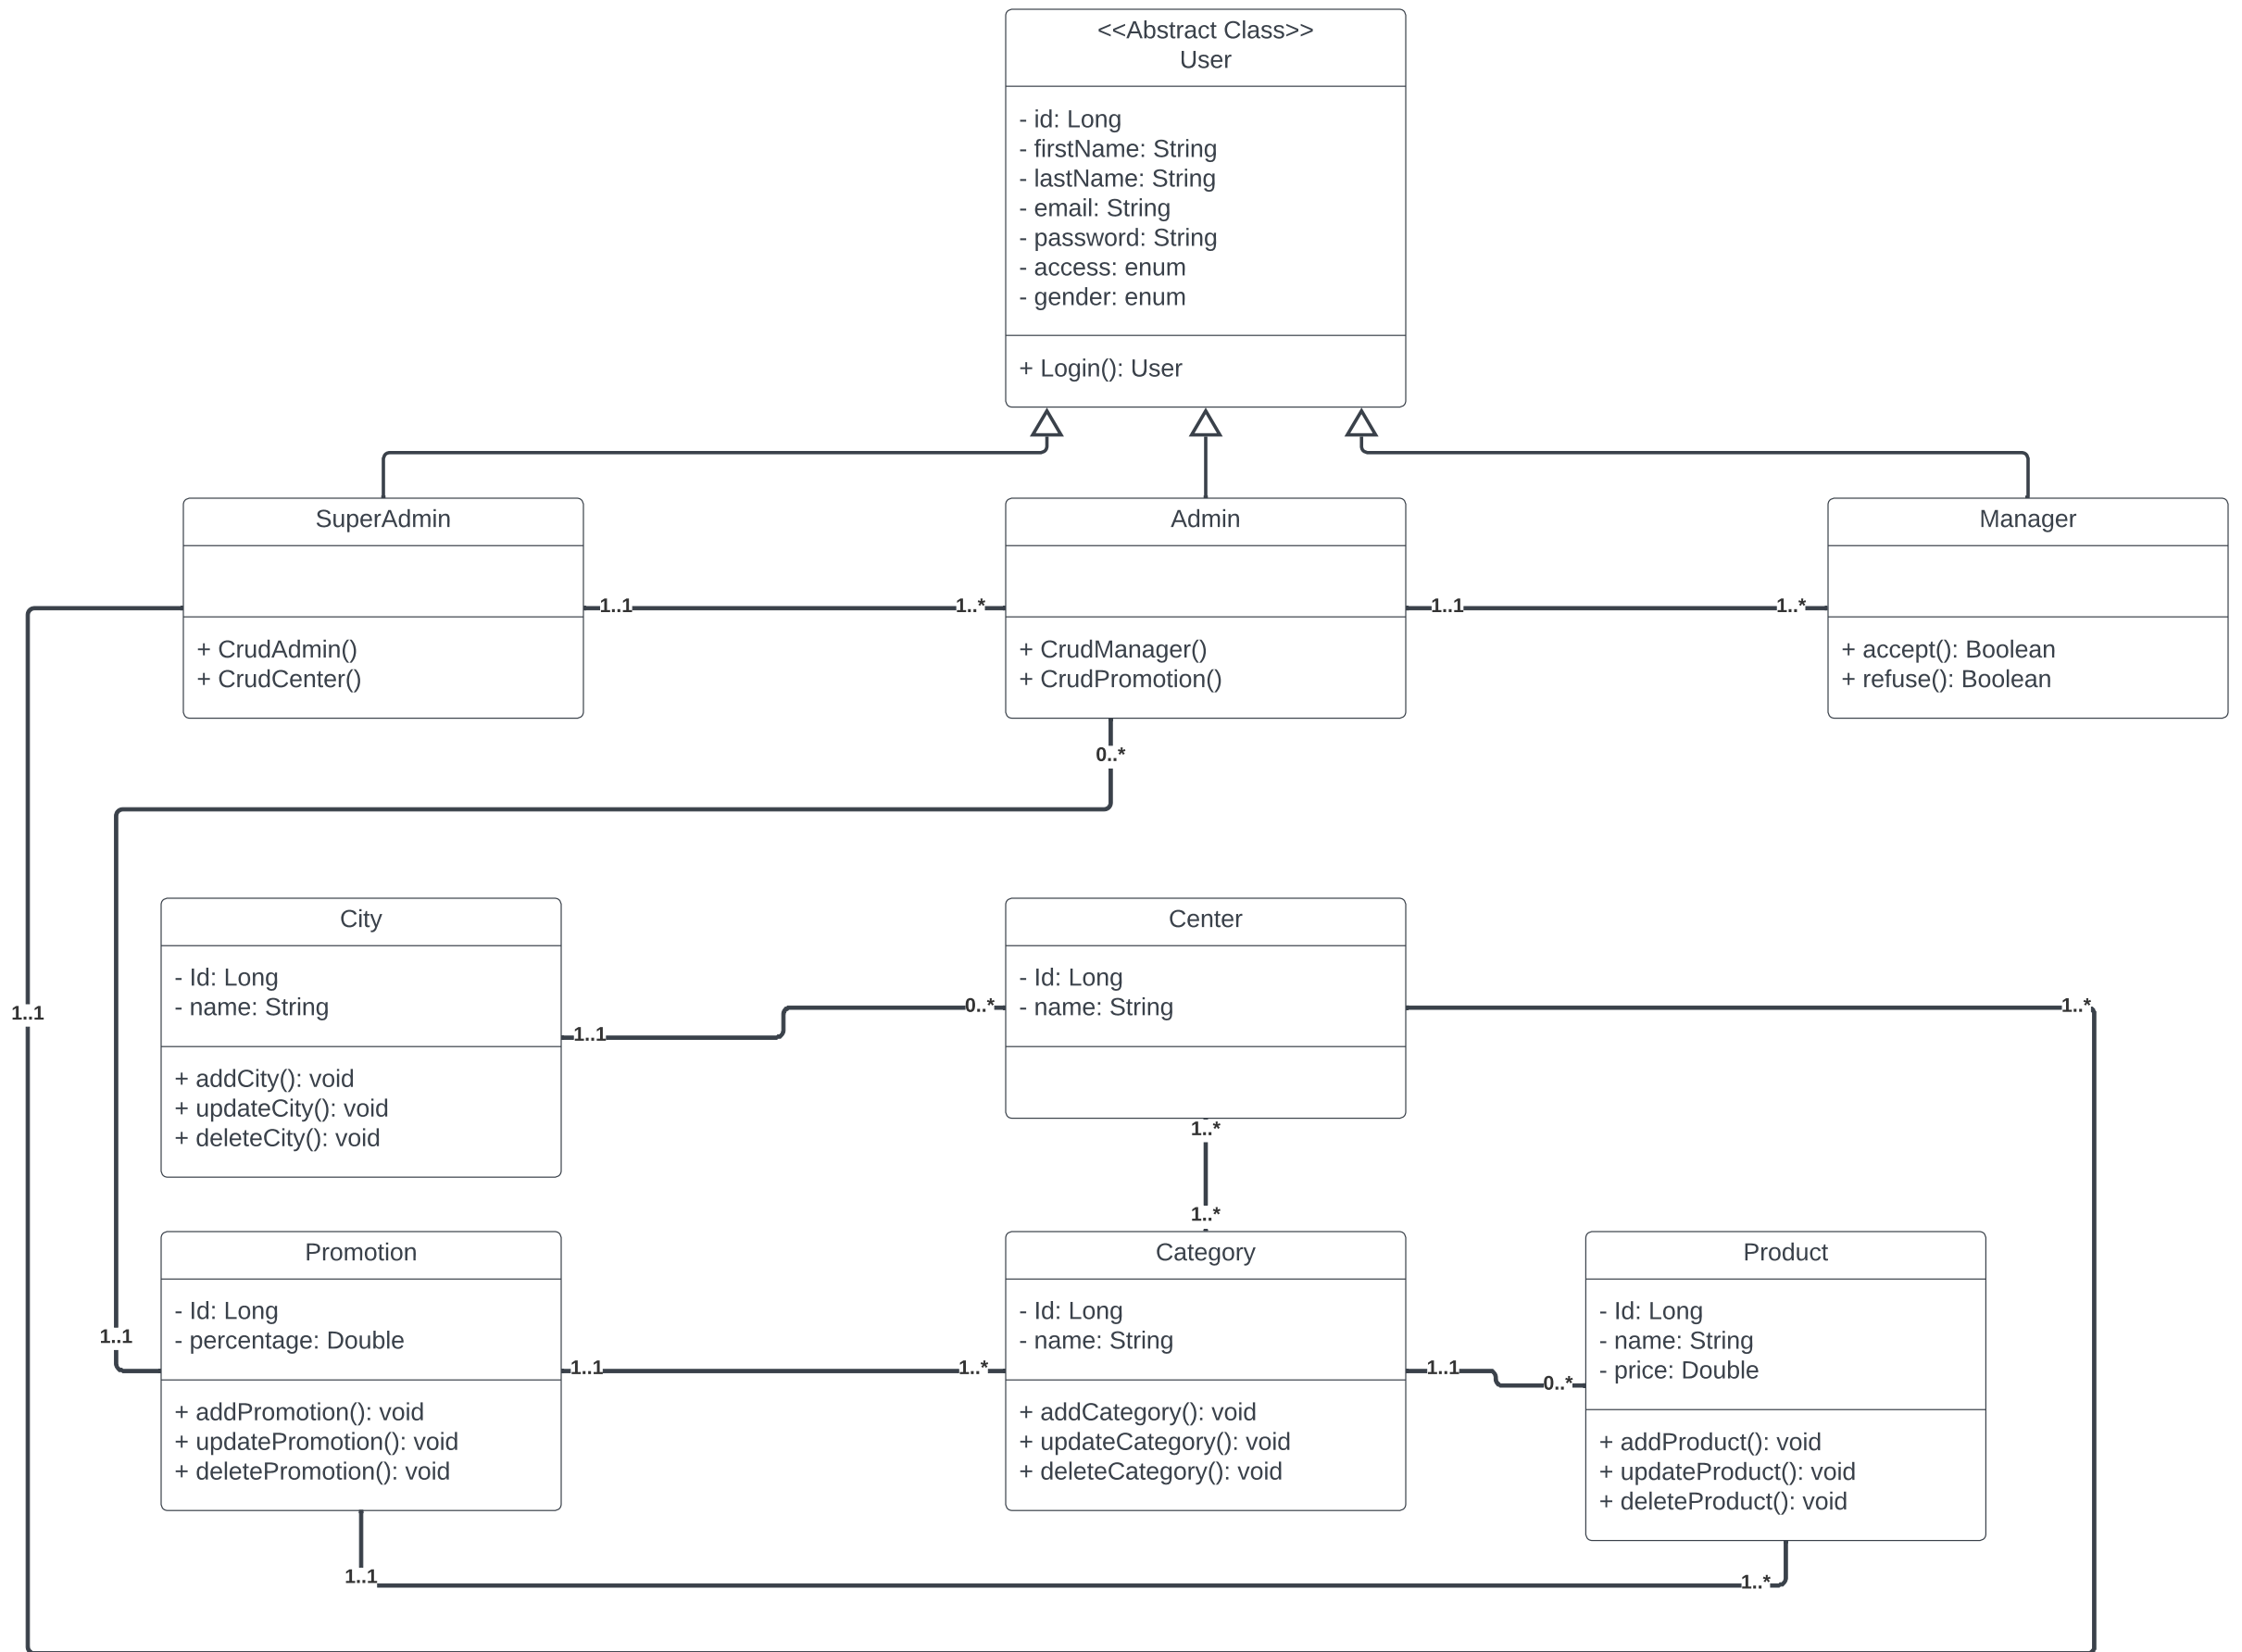 <<Abstract Class>>
User
- id: Long
- firstName: String
- lastName: String
- email: String
- password: String
- access: enum
- gender: enum
+ Login(): User
SuperAdmin
+ CrudAdmin()
+ CrudCenter()
1..1
1..*
Admin
+ CrudManager()
+ CrudPromotion()
1..1
1..*
Manager
+ accept(): Boolean
+ refuse(): Boolean
0..*
City
- Id: Long
- name: String
+ addCity(): void
+ updateCity(): void
+ deleteCity(): void
1..1
0..*
Center
- Id: Long
- name: String
1..*
1..1
1..*
1..*
1..1
Promotion
- Id: Long
- percentage: Double
+ addPromotion(): void
+ updatePromotion(): void
+ deletePromotion(): void
1..1
1..*
Category
- Id: Long
- name: String
+ addCategory(): void
+ updateCategory(): void
+ deleteCategory(): void
1..1
0..*
Product
- Id: Long
- name: String
- price: Double
+ addProduct(): void
+ updateProduct(): void
+ deleteProduct(): void
1..1
1..*